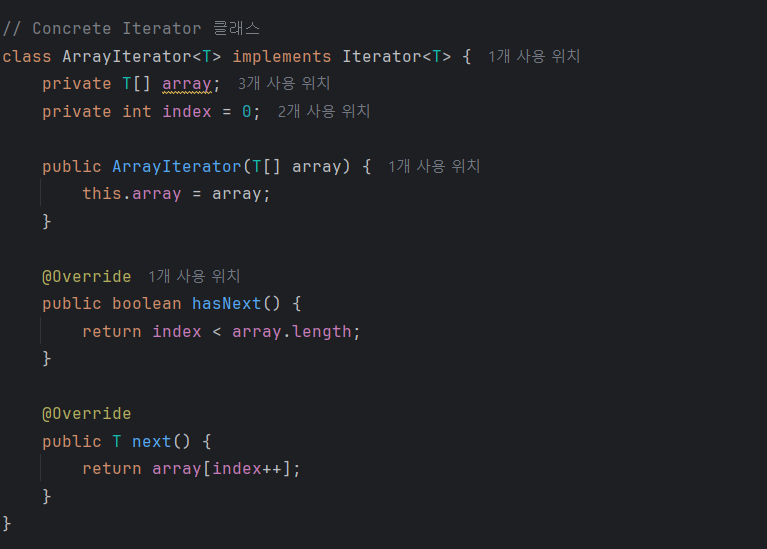 // Concrete Iterator 클래스
class ArrayIterator<T> implements Iterator<T> { 1개 사용 위치
private T[] array; 3개 사용 위치
private int index = 0; 2개 사용 위치
public ArrayIterator(T[] array) { 1개 사용 위치
this.array = array;
}
@Override 1개 사용 위치
public boolean hasNext() {
return index < array.length;
}
@Override
public T next() {
return array[index++];
}
}